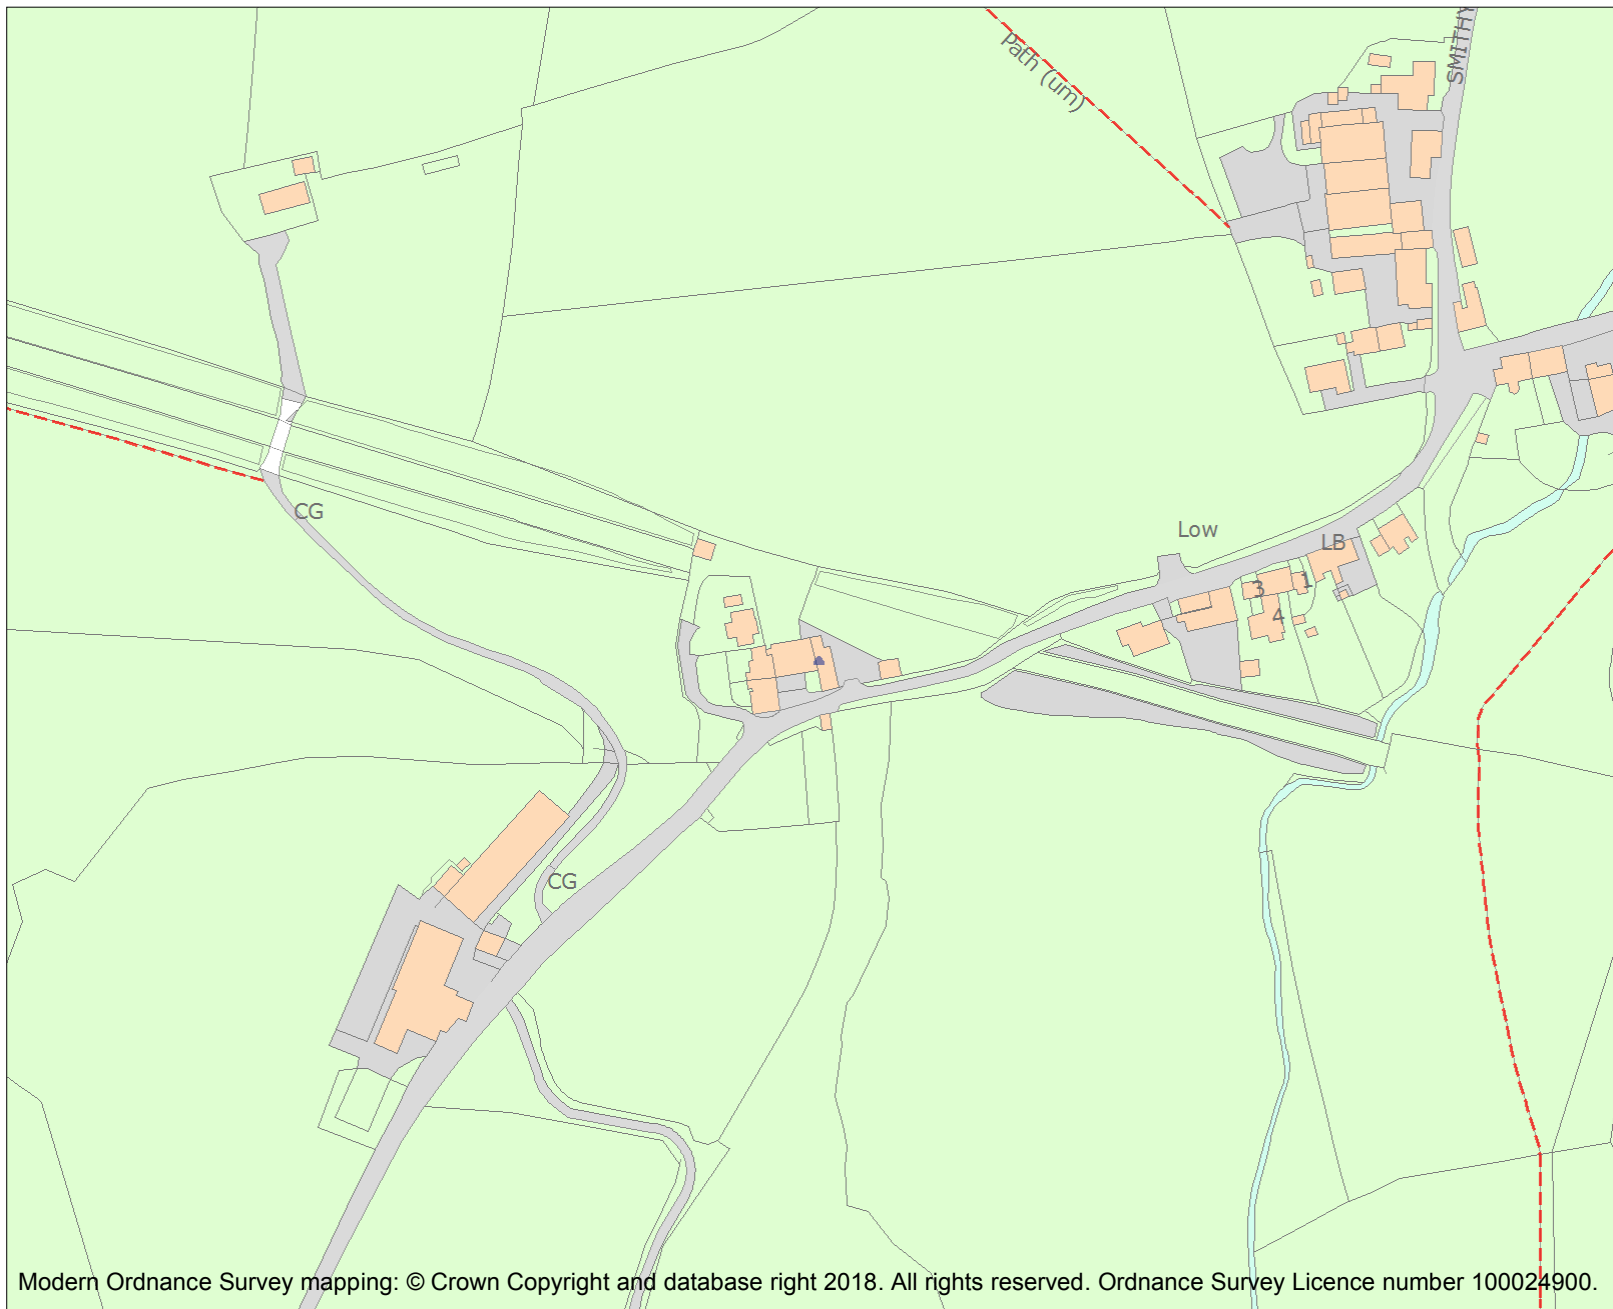 SMITHY
Path (um)
CG
Low
LB
3
1
4
CG
Modern Ordnance Survey mapping: © Crown Copyright and database right 2018. All rights reserved. Ordnance Survey Licence number 100024900.